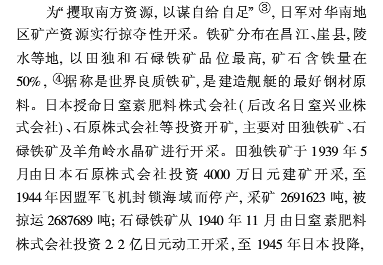 为“攫取南方资源,以谋自给自足”③,日军对华南地
区矿产资源实行掠夺性开采。铁矿分布在昌江、崖县,陵
水等地,以田独和石碌铁矿品位最高,矿石含铁量在
50%,④据称是世界良质铁矿,是建造舰艇的最好钢材原
料。日本授命日窒素肥料株式会社(后改名日窒兴业株
式会社)、石原株式会社等投资开矿,主要对田独铁矿、石
碌铁矿及羊角岭水晶矿进行开采。田独铁矿于1939年5
月由日本石原株式会社投资4000万日元建矿开采,至
1944年因盟军飞机封锁海域而停产,采矿2691623吨,被
掠运2687689吨;石碌铁矿从1940年11月由日窒素肥料
株式会社投资2.2亿日元动工开采,至1945年日本投降,